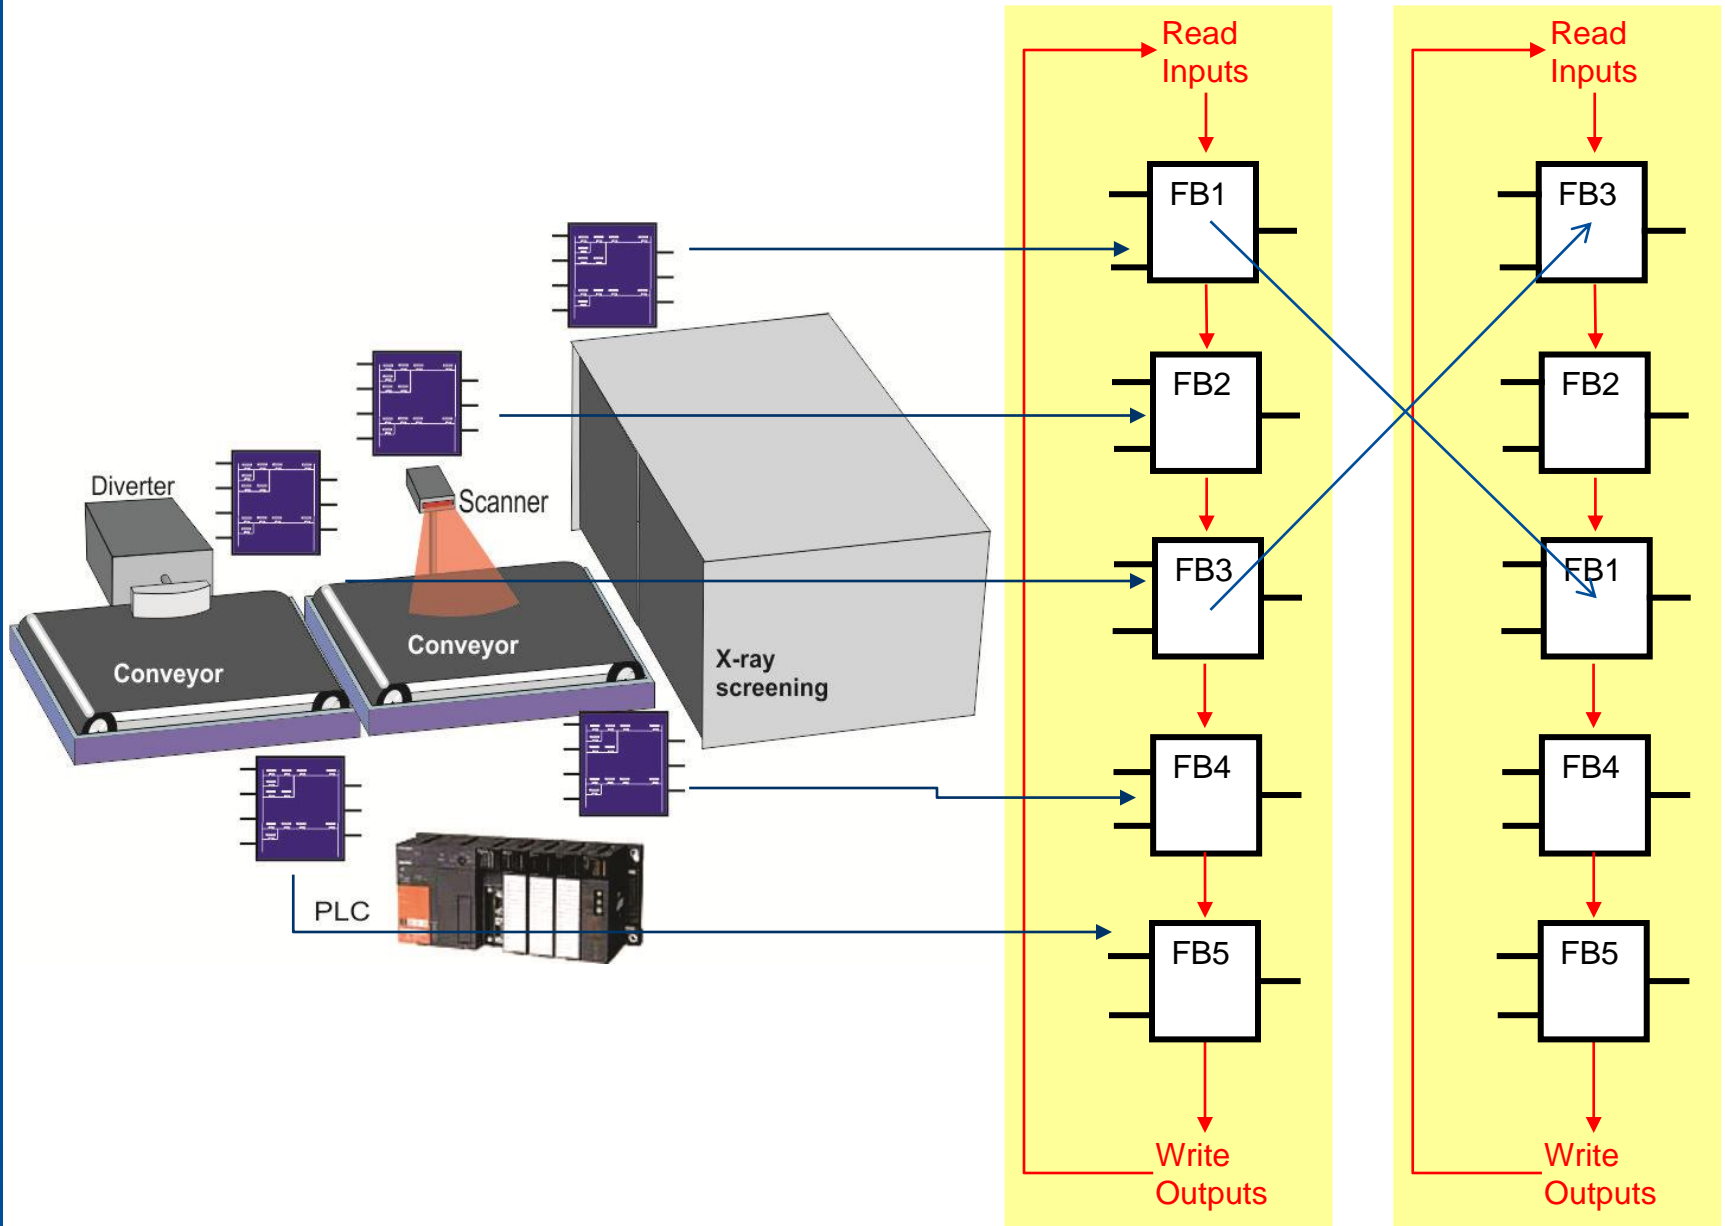 Diverter
Scanner
Conveyor
Conveyor
X-ray
screening
PLC
Read
Inputs
FB1
FB2
FB3
FB4
FB5
Write
Outputs
Read
Inputs
FB3
FB2
FB1
FB4
FB5
Write
Outputs